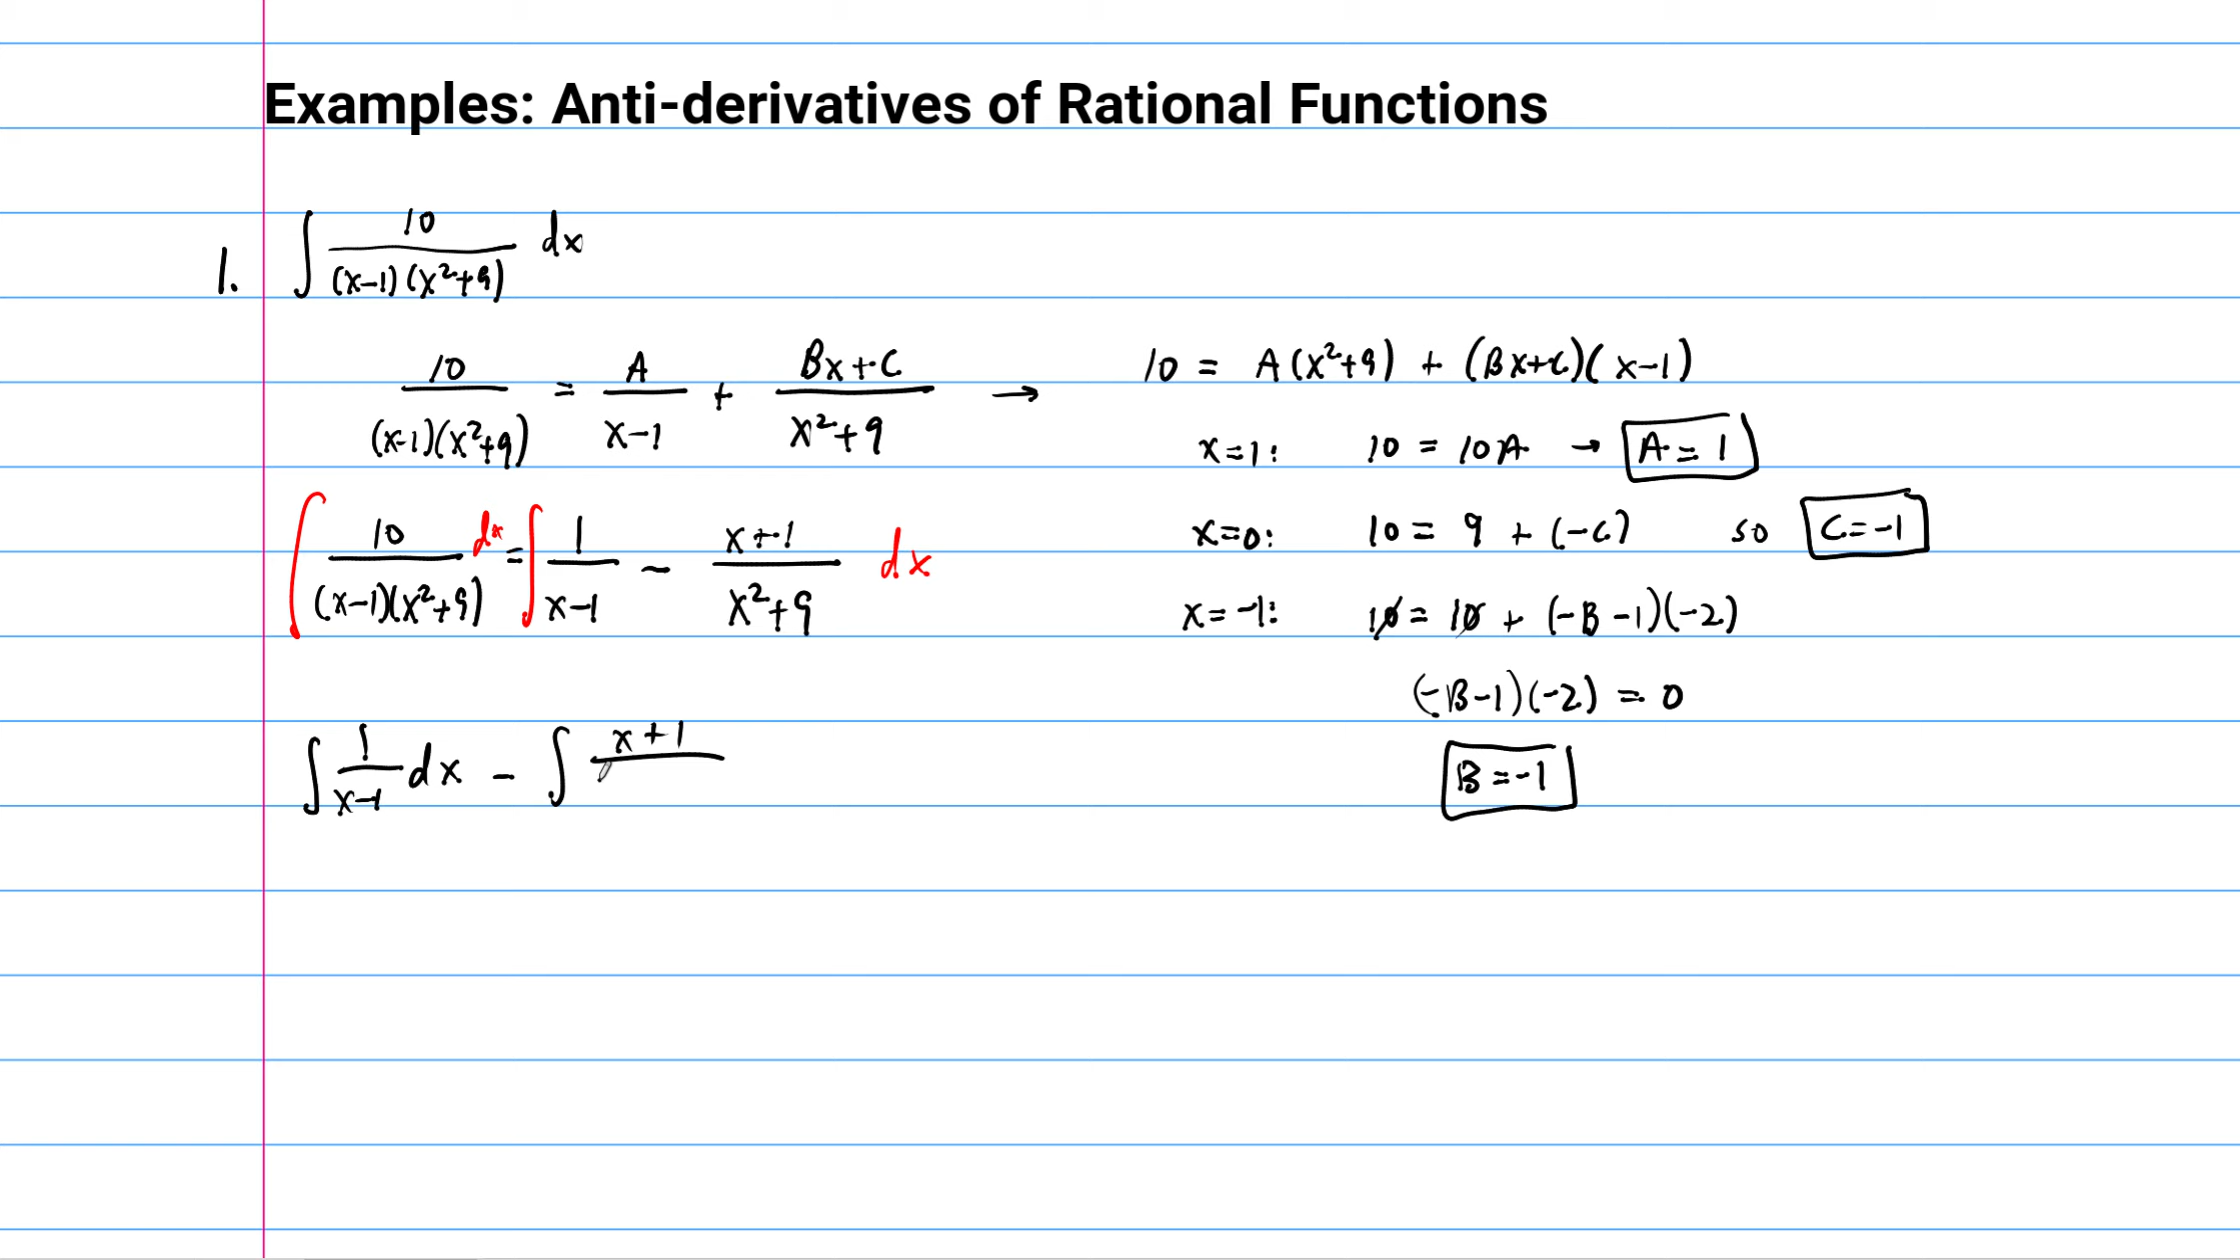 Examples: Anti-derivatives of Rational Functions
1. ∫ 10/((x-1)(x²+9)) dx
10/((x-1)(x²+9)) = A/(x-1) + (Bx+C)/(x²+9) → 10 = A(x²+9) + (Bx+C)(x-1)
x=1: 10 = 10A → A = 1
∫ 10/((x-1)(x²+9)) dx = ∫ 1/(x-1) - (x+1)/(x²+9) dx
x=0: 10 = 9 + (-C) so C = -1
x=-1: 10 = 10 + (-B-1)(-2)
(-B-1)(-2) = 0
∫ 1/(x-1) dx - ∫ x+1
B = -1